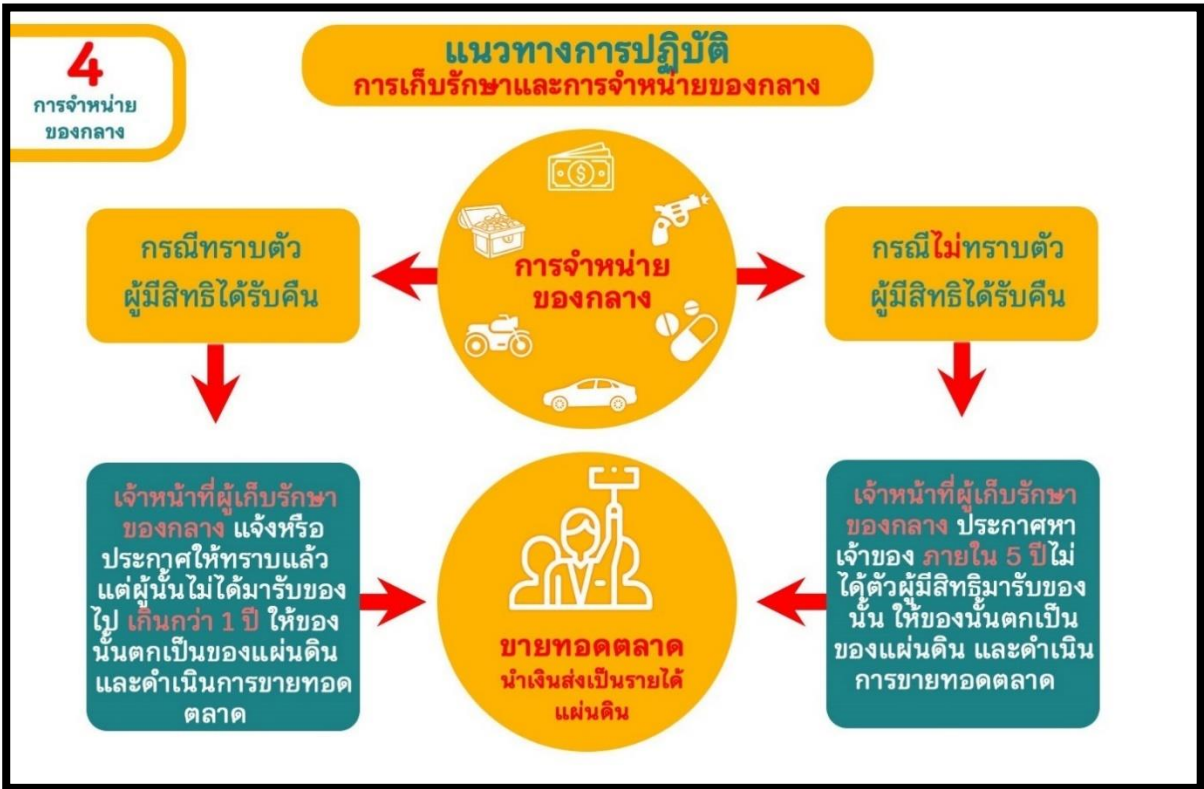 4
การจำหน่าย
ของกลาง
แนวทางการปฏิบัติ
การเก็บรักษาและการจำหน่ายของกลาง
กรณีทราบตัว
ผู้มีสิทธิได้รับคืน
$
การจำหน่าย
ของกลาง
กรณีไม่ทราบตัว
ผู้มีสิทธิได้รับคืน
เจ้าหน้าที่ผู้เก็บรักษา
ของกลาง แจ้งหรือ
ประกาศให้ทราบแล้ว
แต่ผู้นั้นไม่ได้มารับของ
ไป เกินกว่า 1 ปี ให้ของ
นั้นตกเป็นของแผ่นดิน
และดำเนินการขายทอด
ตลาด
ขายทอดตลาด
นำเงินส่งเป็นรายได้
แผ่นดิน
เจ้าหน้าที่ผู้เก็บรักษา
ของกลาง ประกาศหา
เจ้าของ ภายใน 5 ปีไม่
ได้ตัวผู้มีสิทธิมารับของ
นั้น ให้ของนั้นตกเป็น
ของแผ่นดิน และดำเนิน
การขายทอดตลาด